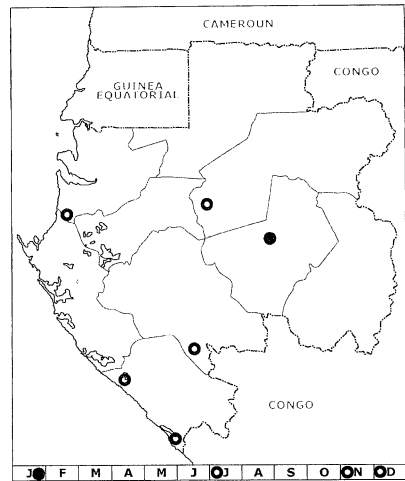 CAMEROUN
CONGO
GUINEA
EQUATORIAL
CONGO
J F M A M J J A S O N D